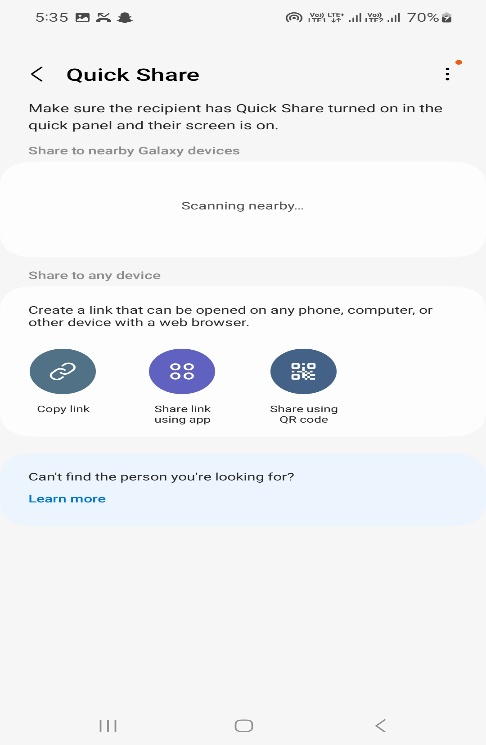 5:35
Vo)) LTE+ Vo))
LTE1 LTE2 70%
Quick Share
Make sure the recipient has Quick Share turned on in the
quick panel and their screen is on.
Share to nearby Galaxy devices
Scanning nearby...
Share to any device
Create a link that can be opened on any phone, computer, or
other device with a web browser.
Copy link
Share link
using app
Share using
QR code
Can't find the person you're looking for?
Learn more